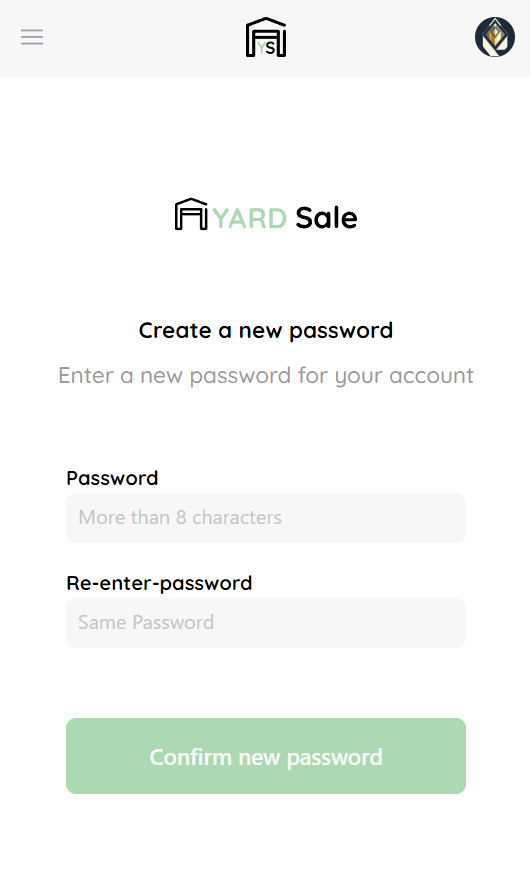 YS
YARD Sale
Create a new password
Enter a new password for your account
Password
More than 8 characters
Re-enter-password
Same Password
Confirm new password